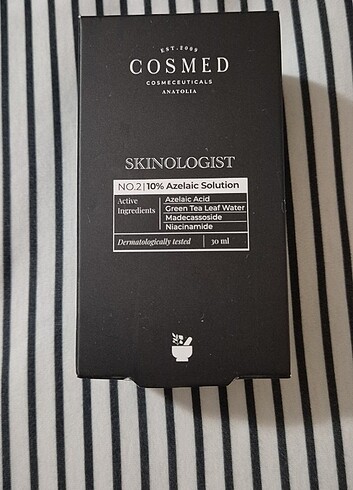 EST. 2009
COSMED
COSMECEUTICALS
ANATOLIA
SKINOLOGIST
NO.2 | 10% Azelaic Solution
Active Ingredients
Azelaic Acid
Green Tea Leaf Water
Madecassoside
Niacinamide
Dermatologically tested | 30 ml